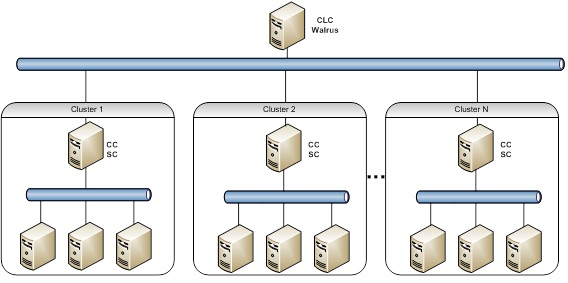 CLC
Walrus
Cluster 1
Cluster 2
Cluster N
CC
SC
CC
SC
CC
SC
...